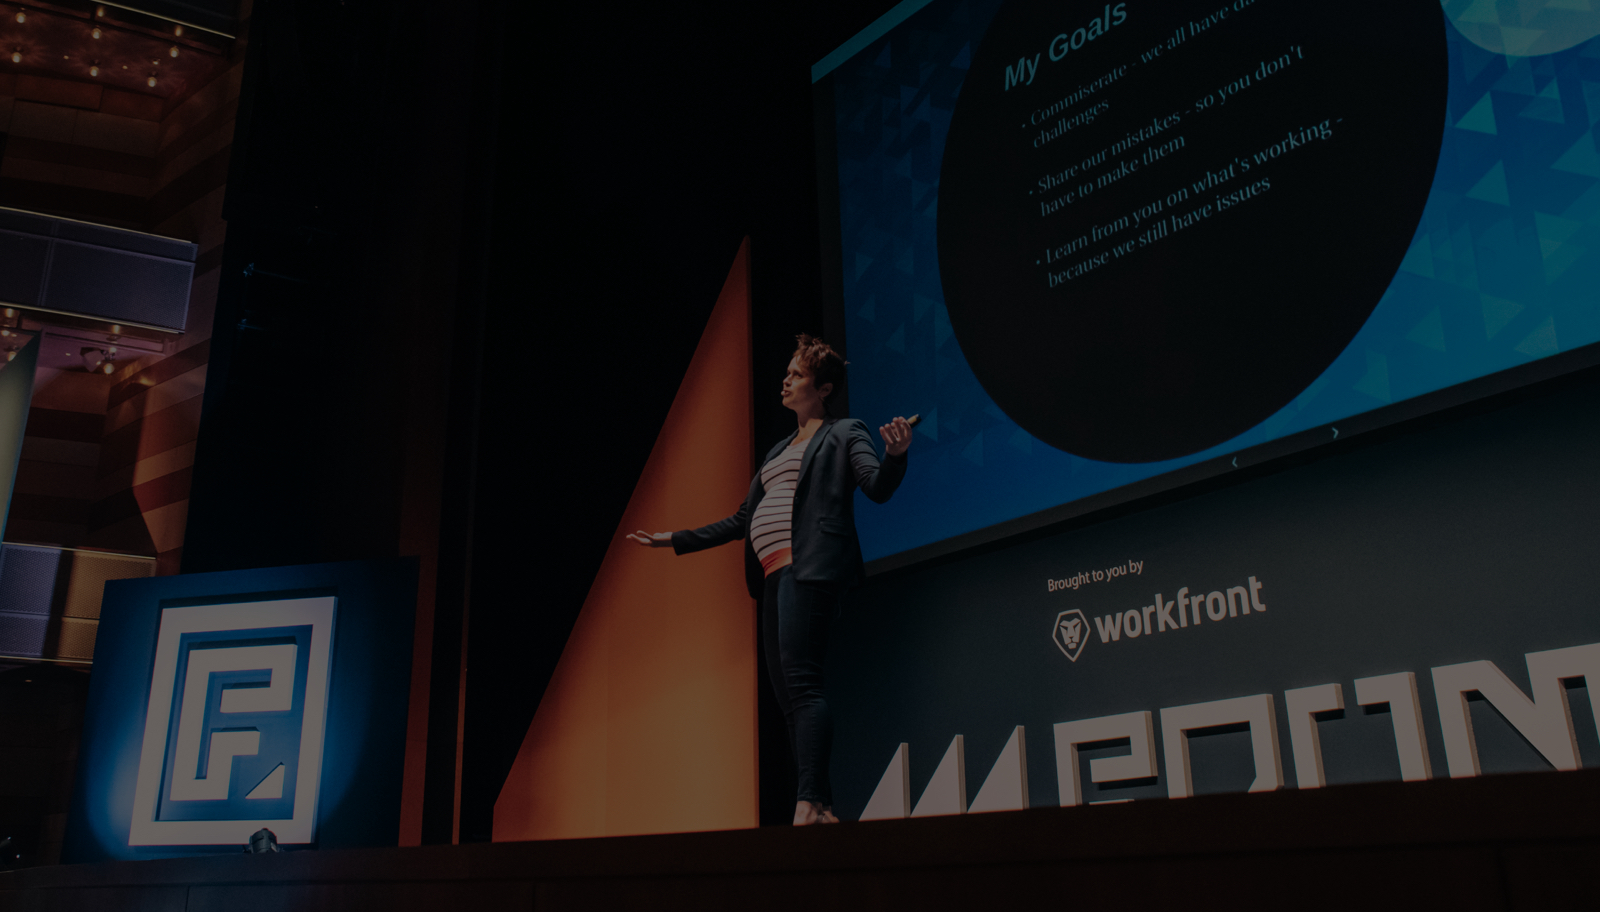 My Goals
• Commiserate - we all have
challenges
• Share our mistakes - so you don't
have to make them
• Learn from you on what's working -
because we still have issues
Brought to you by
workfront
F.